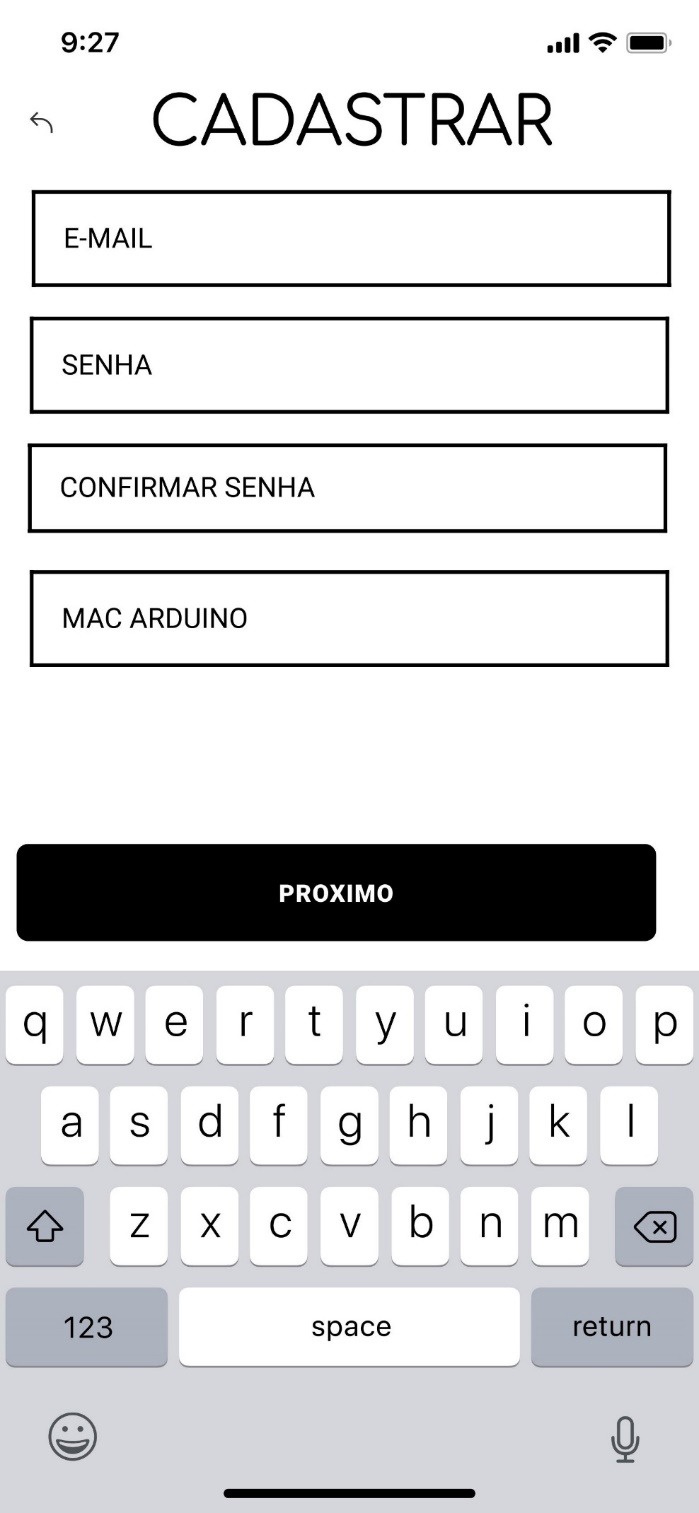 9:27
CADASTRAR
E-MAIL
SENHA
CONFIRMAR SENHA
MAC ARDUINO
PROXIMO
q w e r t y u i o p
a s d f g h j k l
z x c v b n m
123 space return